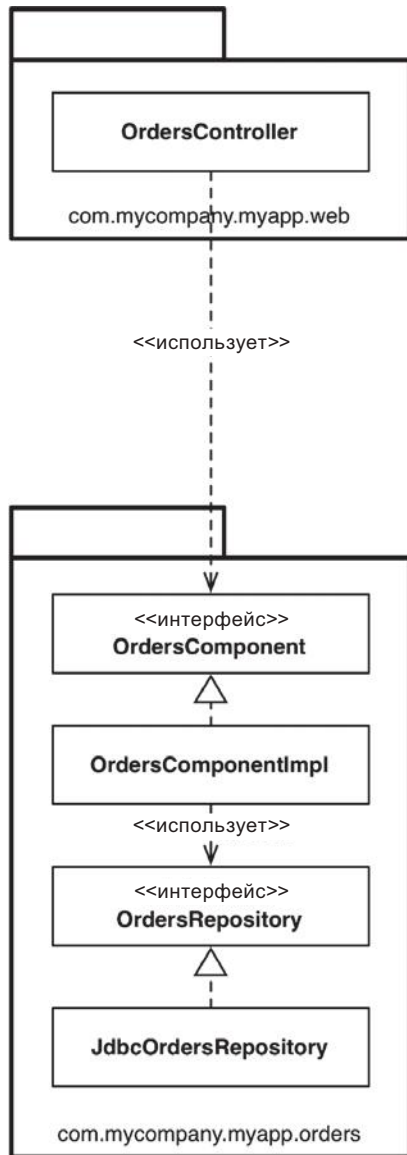 OrdersController
com.mycompany.myapp.web
<<использует>>
<<интерфейс>>
OrdersComponent
OrdersComponentImpl
<<использует>>
<<интерфейс>>
OrdersRepository
JdbcOrdersRepository
com.mycompany.myapp.orders